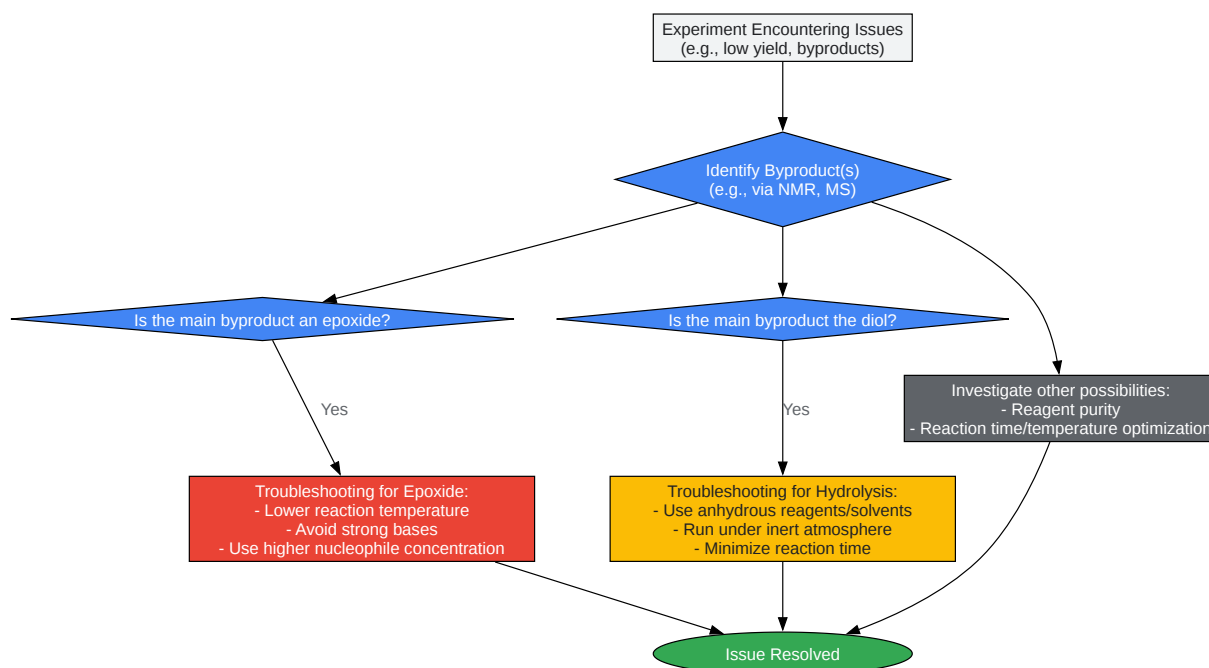 Experiment Encountering Issues
(e.g., low yield, byproducts)
Identify Byproduct(s)
(e.g., via NMR, MS)
Is the main byproduct an epoxide?
Is the main byproduct the diol?
Investigate other possibilities:
- Reagent purity
- Reaction time/temperature optimization
Yes
Yes
Troubleshooting for Epoxide:
- Lower reaction temperature
- Avoid strong bases
- Use higher nucleophile concentration
Troubleshooting for Hydrolysis:
- Use anhydrous reagents/solvents
- Run under inert atmosphere
- Minimize reaction time
Issue Resolved